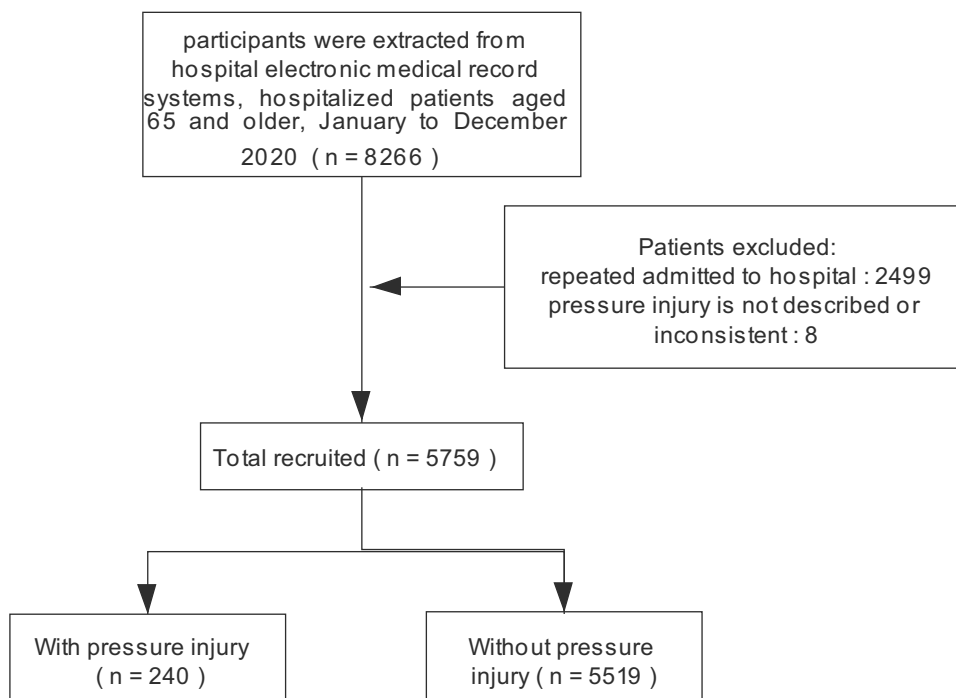 participants were extracted from
hospital electronic medical record
systems, hospitalized patients aged
65 and older, January to December
2020 ( n = 8266 )
Patients excluded:
repeated admitted to hospital : 2499
pressure injury is not described or
inconsistent : 8
Total recruited ( n = 5759 )
With pressure injury
( n = 240 )
Without pressure
injury ( n = 5519 )